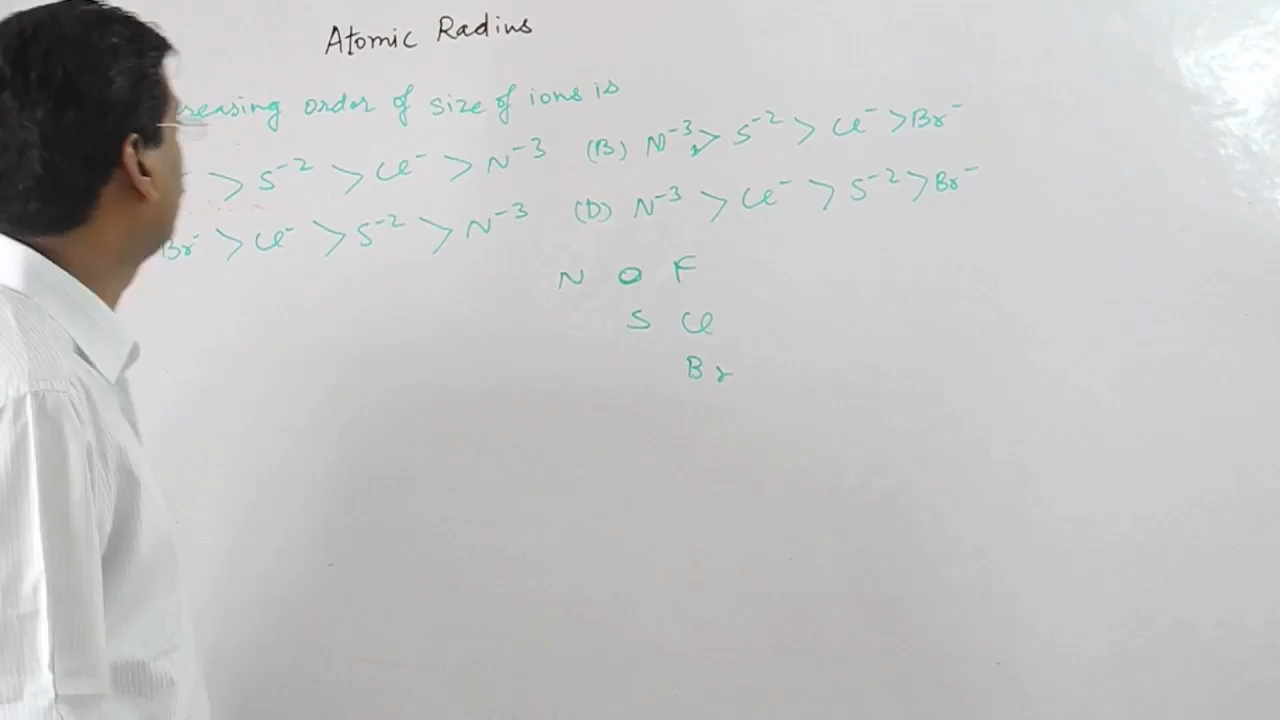 Atomic Radius
reasing order of size of ions is
> S⁻² > Cl⁻ > N⁻³ (B) N⁻³ > S⁻² > Cl⁻ > Br⁻
Br⁻ > Cl⁻ > S⁻² > N⁻³ (D) N⁻³ > Cl⁻ > S⁻² > Br⁻
N O F
S Cl
Br